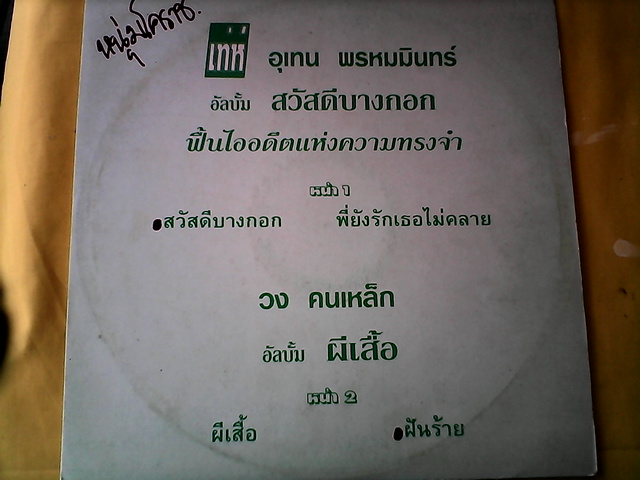 หนุ่มโคราช.
เท่ห์ อุเทน พรหมมินทร์
อัลบั้ม สวัสดีบางกอก
ฟื้นไออดีตแห่งความทรงจำ
หน้า 1
สวัสดีบางกอก พี่ยังรักเธอไม่คลาย
วง คนเหล็ก
อัลบั้ม ผีเสื้อ
หน้า 2
ผีเสื้อ ฝันร้าย